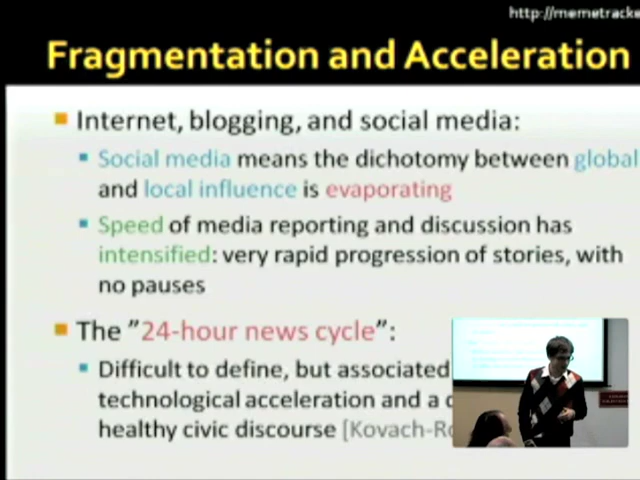 http://memetracke
Fragmentation and Acceleration
Internet, blogging, and social media:
Social media means the dichotomy between global
and local influence is evaporating
Speed of media reporting and discussion has
intensified: very rapid progression of stories, with
no pauses
The "24-hour news cycle":
Difficult to define, but associated
technological acceleration and a
healthy civic discourse [Kovach-Ro